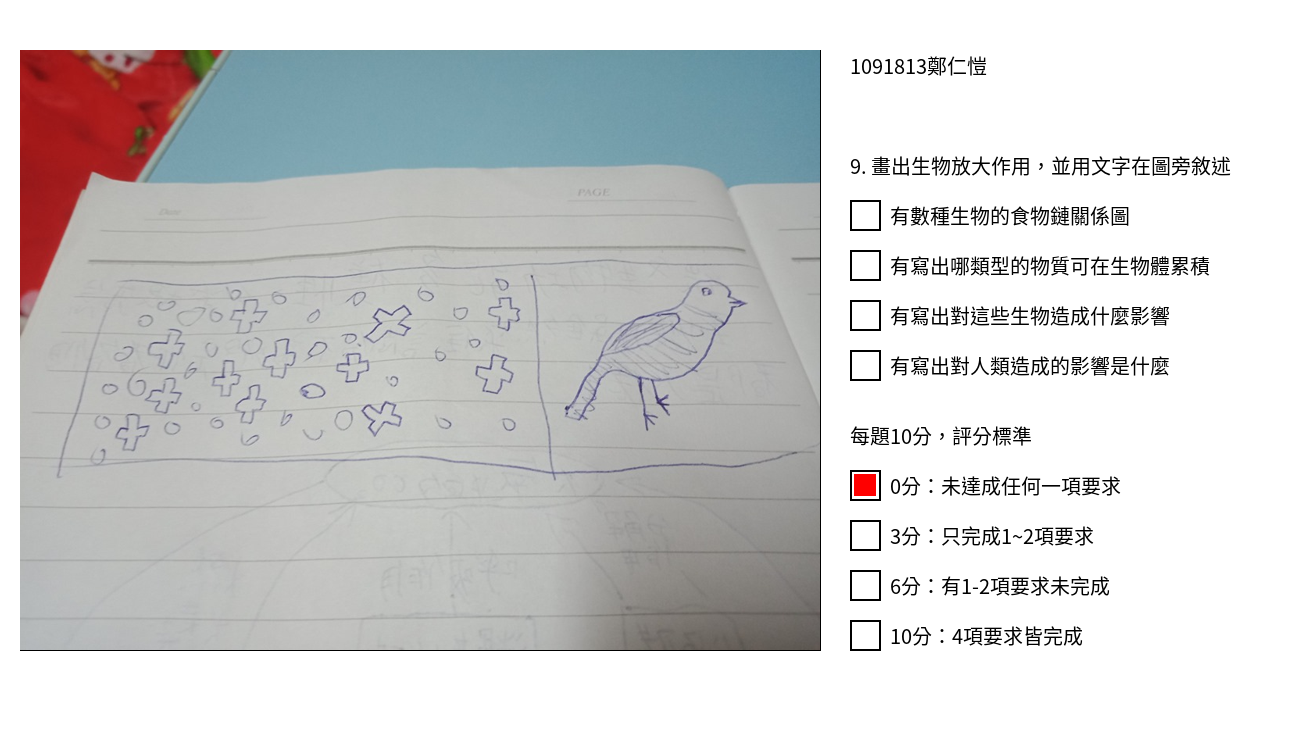 1091813鄭仁愷
9. 畫出生物放大作用，並用文字在圖旁敘述
有數種生物的食物鏈關係圖
有寫出哪類型的物質可在生物體累積
有寫出對這些生物造成什麼影響
有寫出對人類造成的影響是什麼
每題10分，評分標準
0分：未達成任何一項要求
3分：只完成1~2項要求
6分：有1-2項要求未完成
10分：4項要求皆完成
Date
PAGE